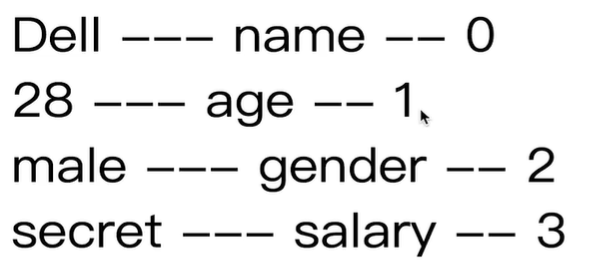 Dell --- name -- 0
28 --- age -- 1
male --- gender -- 2
secret --- salary -- 3